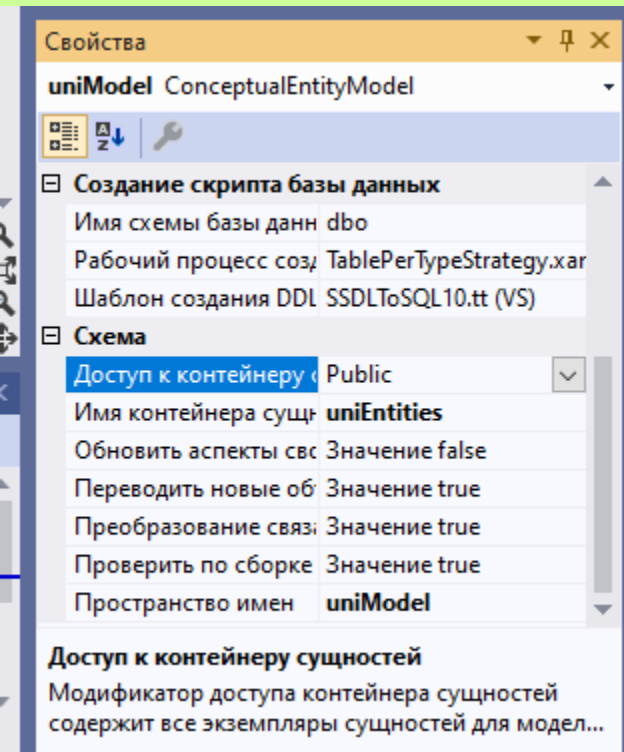 Свойства
uniModel ConceptualEntityModel
Создание скрипта базы данных
Имя схемы базы данн dbo
Рабочий процесс соз TablePerTypeStrategy.xar
Шаблон создания DDL SSDLToSQL10.tt (VS)
Схема
Доступ к контейнеру с Public
Имя контейнера сущн uniEntities
Обновить аспекты сво Значение false
Переводить новые об Значение true
Преобразование связа Значение true
Проверить по сборке Значение true
Пространство имен uniModel
Доступ к контейнеру сущностей
Модификатор доступа контейнера сущностей
содержит все экземпляры сущностей для модел...